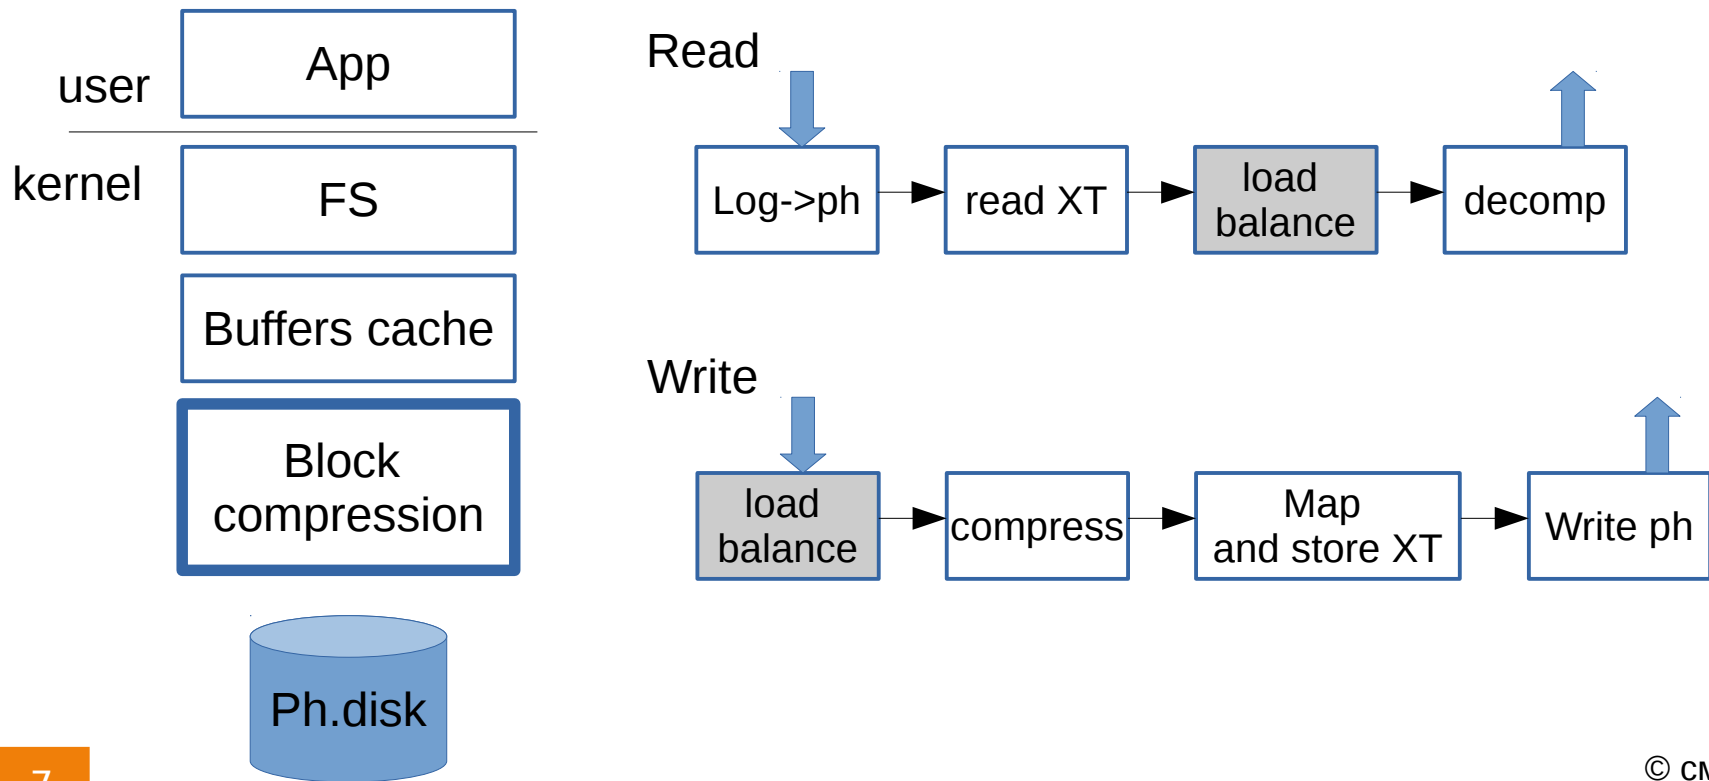 user
App
kernel
FS
Buffers cache
Block
compression
Ph.disk
Read
Log->ph
read XT
load
balance
decomp
Write
load
balance
compress
Map
and store XT
Write ph
7
©